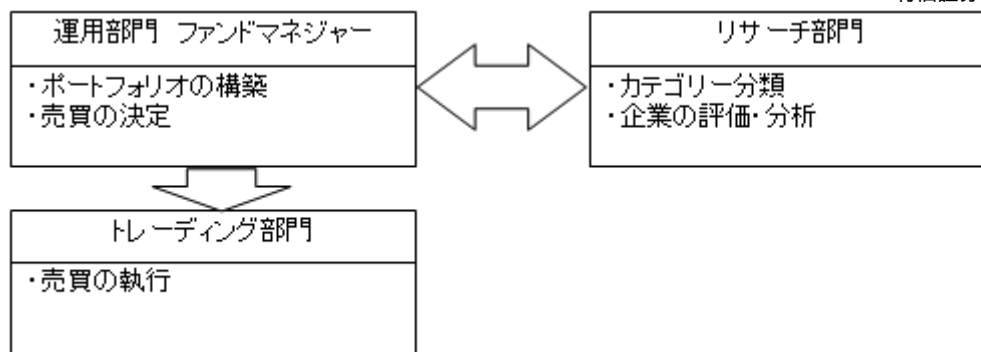 運用部門 ファンドマネジャー
・ポートフォリオの構築
・売買の決定
リサーチ部門
・カテゴリー分類
・企業の評価・分析
トレーディング部門
・売買の執行